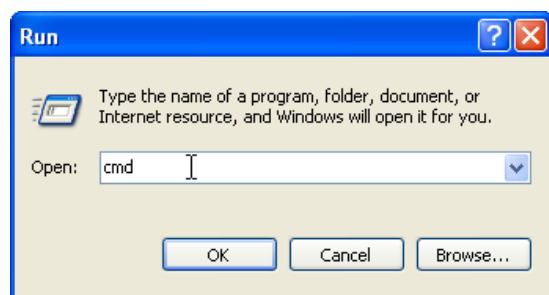 Run
Type the name of a program, folder, document, or
Internet resource, and Windows will open it for you.
Open: cmd
OK Cancel Browse...